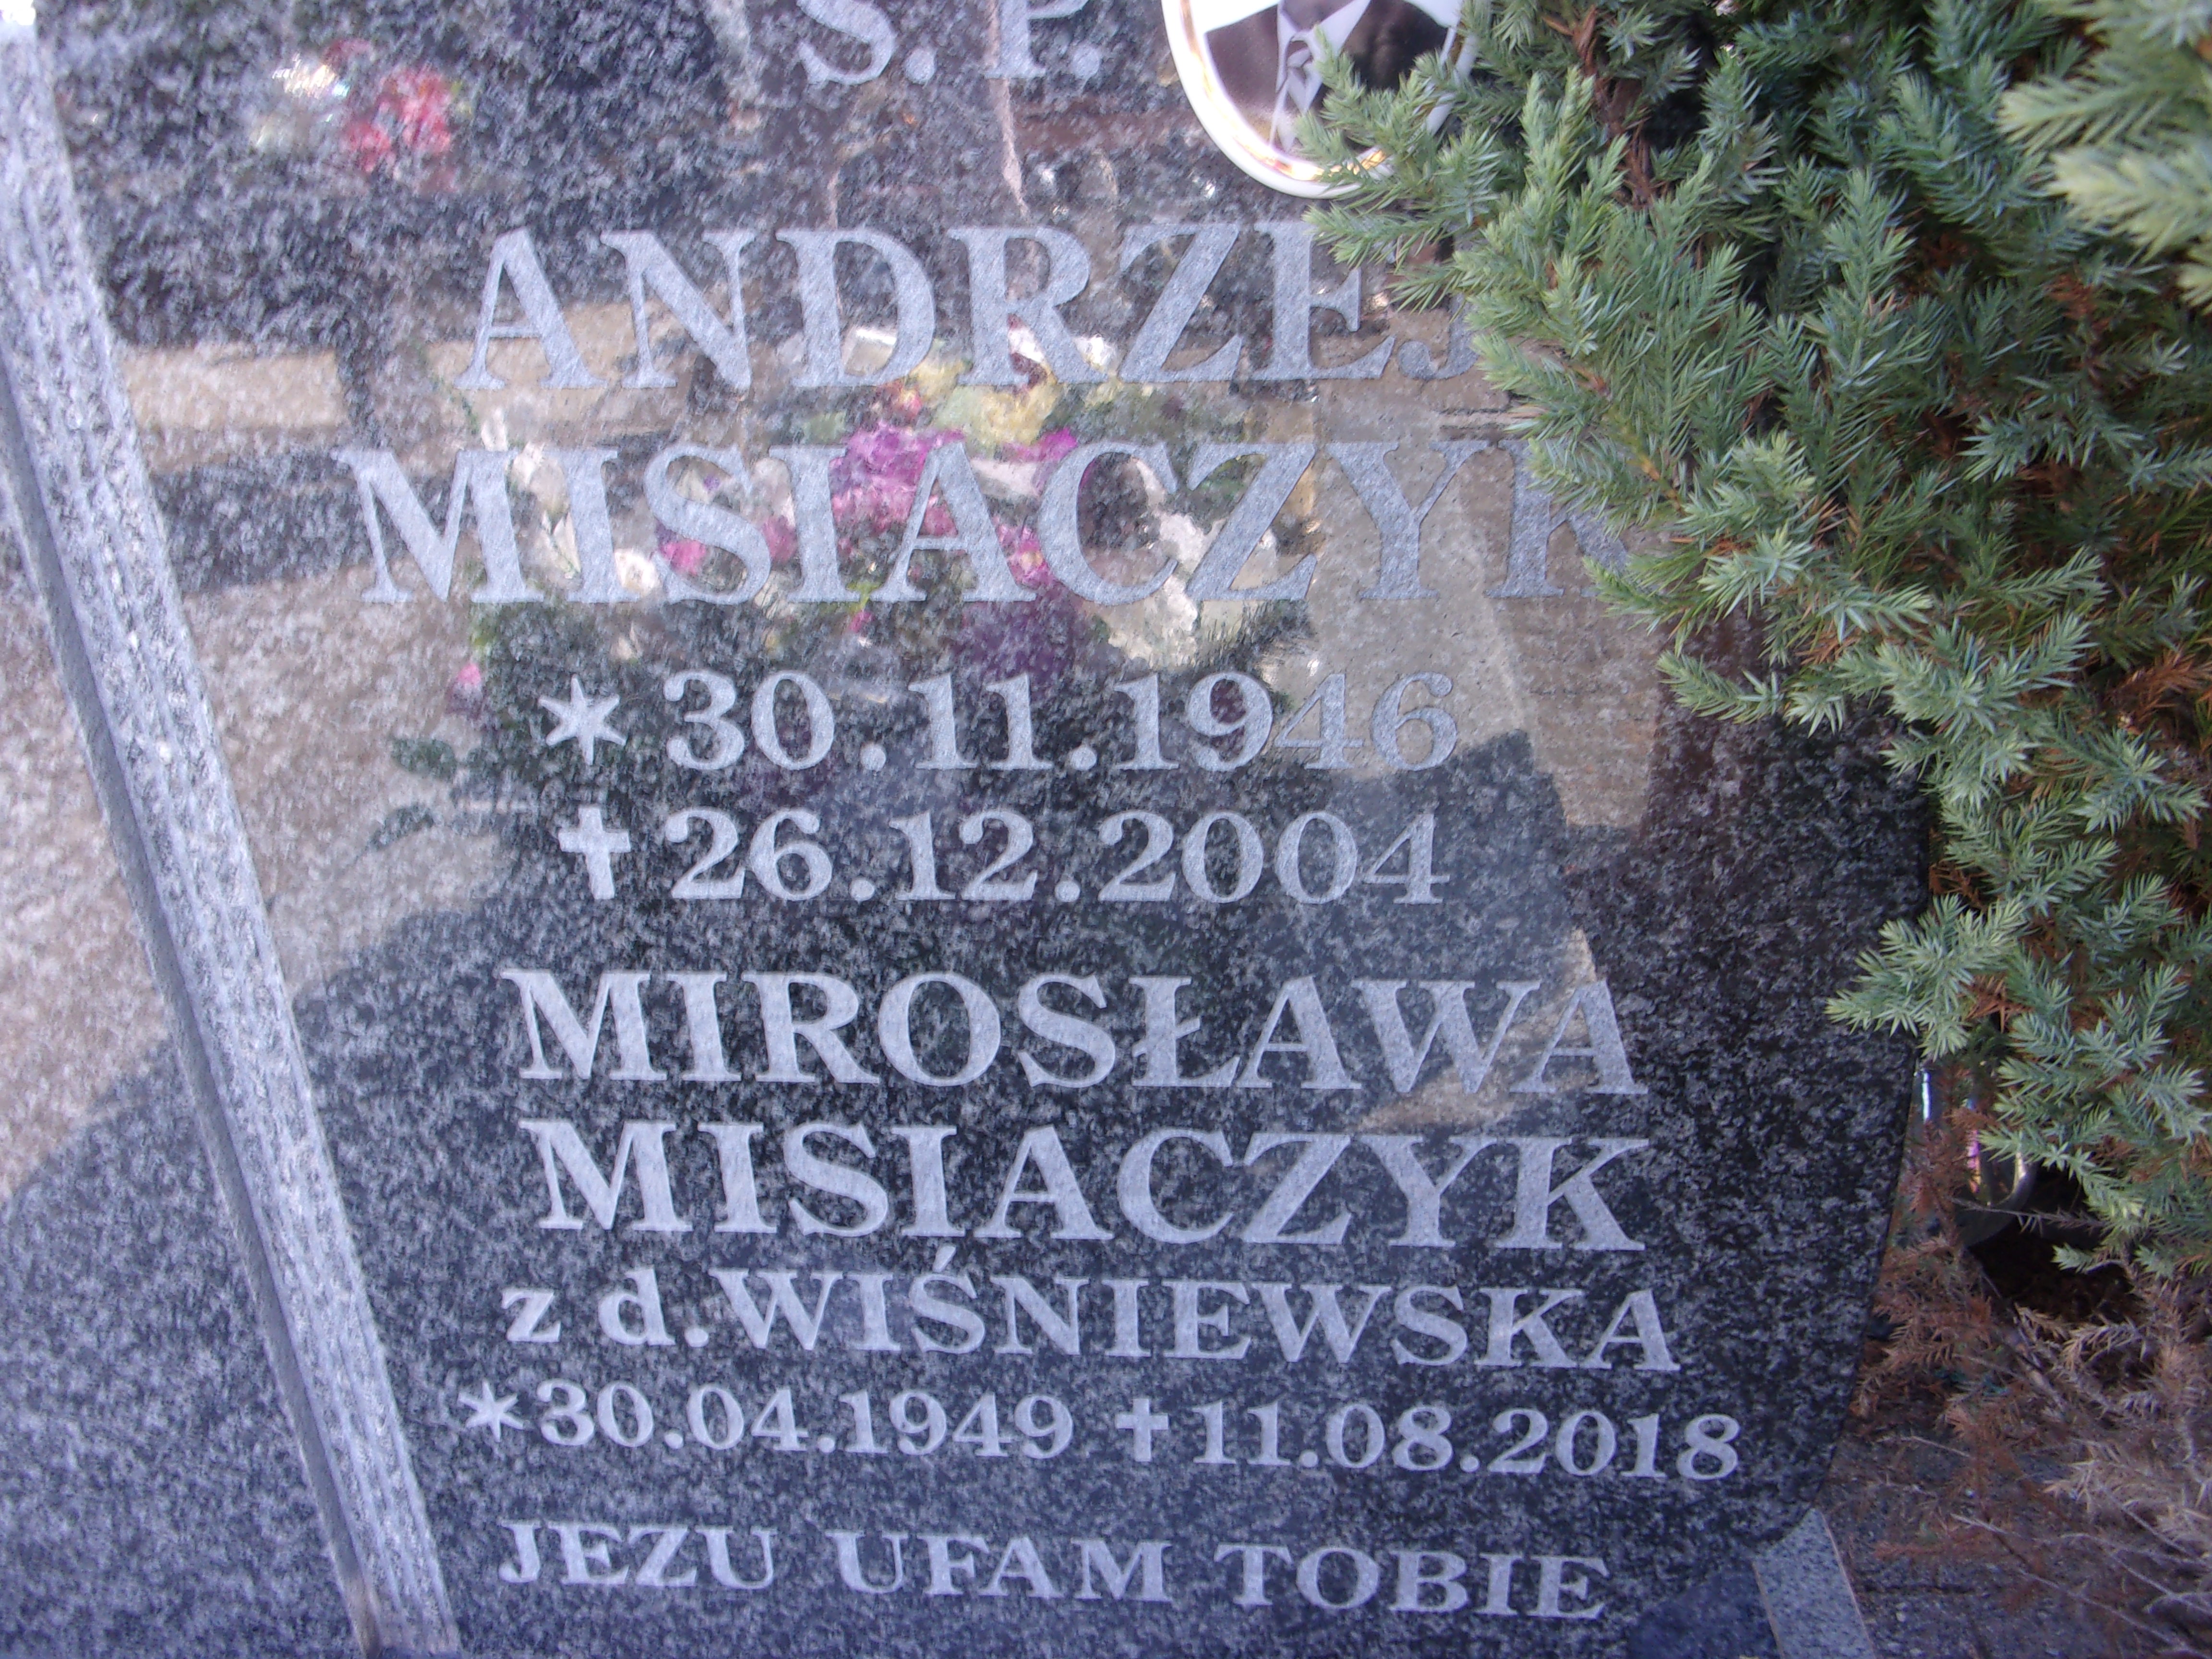 Ś. P.
ANDRZEJ
MISIACZYK
* 30.11.1946
✝ 26.12.2004
MIROSŁAWA
MISIACZYK
z d. WIŚNIEWSKA
* 30.04.1949 ✝ 11.08.2018
JEZU UFAM TOBIE